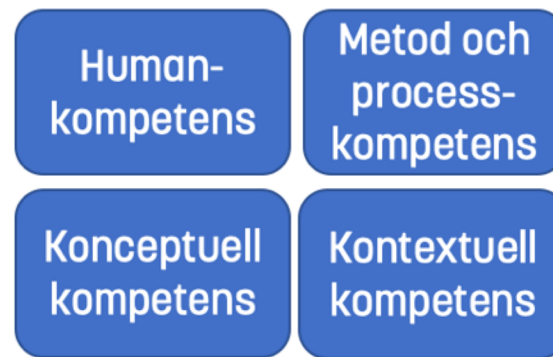 Human-
kompetens
Metod och
process-
kompetens
Konceptuell
kompetens
Kontextuell
kompetens